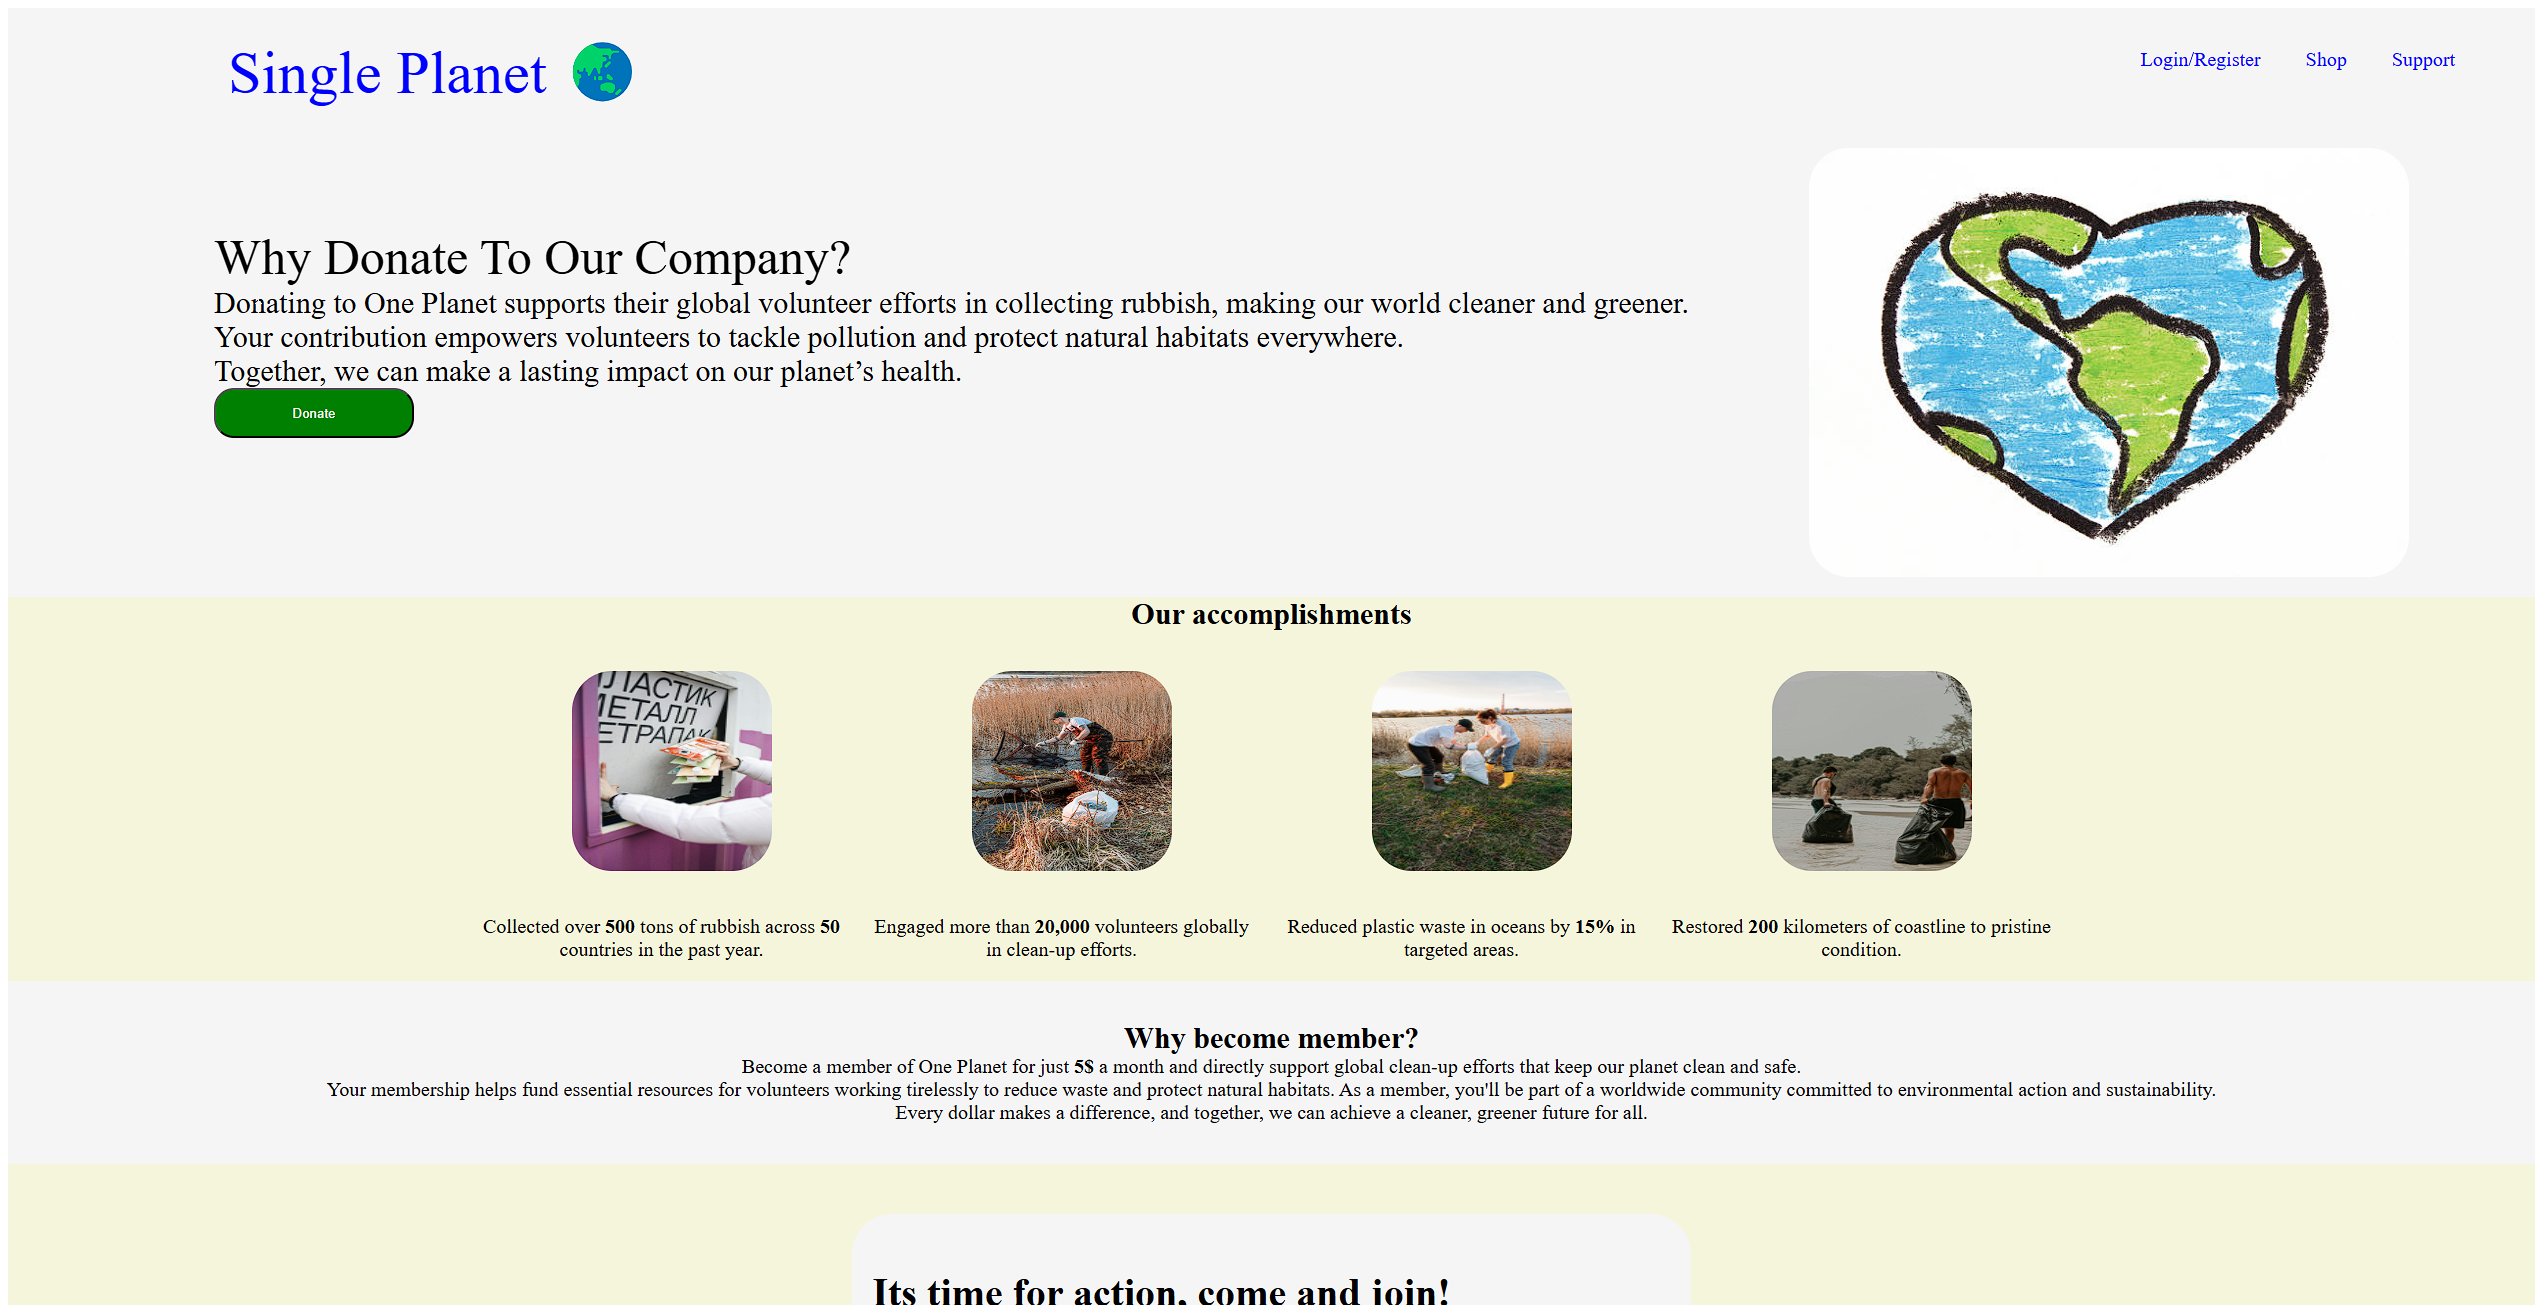 Single Planet
Login/Register Shop Support
Why Donate To Our Company?
Donating to One Planet supports their global volunteer efforts in collecting rubbish, making our world cleaner and greener.
Your contribution empowers volunteers to tackle pollution and protect natural habitats everywhere.
Together, we can make a lasting impact on our planet’s health.
Donate
Our accomplishments
ЛАСТИК
МЕТАЛЛ
ЕТРАПАК
Collected over 500 tons of rubbish across 50
countries in the past year.
Engaged more than 20,000 volunteers globally
in clean-up efforts.
Reduced plastic waste in oceans by 15% in
targeted areas.
Restored 200 kilometers of coastline to pristine
condition.
Why become member?
Become a member of One Planet for just 5$ a month and directly support global clean-up efforts that keep our planet clean and safe.
Your membership helps fund essential resources for volunteers working tirelessly to reduce waste and protect natural habitats. As a member, you'll be part of a worldwide community committed to environmental action and sustainability.
Every dollar makes a difference, and together, we can achieve a cleaner, greener future for all.
Its time for action, come and join!